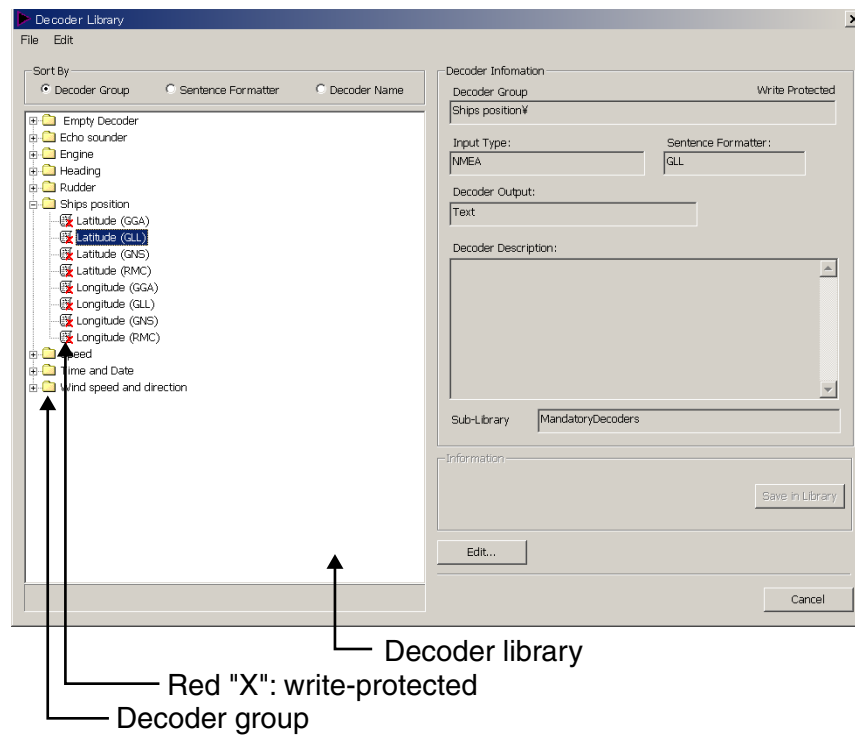 Decoder Library
File Edit
Sort By
Decoder Group Sentence Formatter Decoder Name
Empty Decoder
Echo sounder
Engine
Heading
Rudder
Ships position
Latitude (GGA)
Latitude (GLL)
Latitude (GNS)
Latitude (RMC)
Longitude (GGA)
Longitude (GLL)
Longitude (GNS)
Longitude (RMC)
Speed
Time and Date
Wind speed and direction
Decoder Infomation
Decoder Group Write Protected
Ships position¥
Input Type: Sentence Formatter:
NMEA GLL
Decoder Output:
Text
Decoder Description:
Sub-Library MandatoryDecoders
Information
Save in Library
Edit...
Cancel
Decoder library
Red "X": write-protected
Decoder group